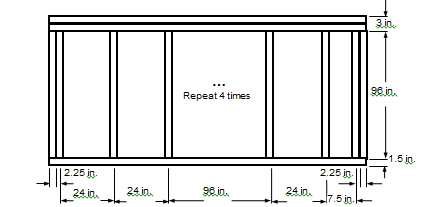 3 in.
...
Repeat 4 times
96 in.
1.5 in.
2.25 in.
2.25 in.
24 in.
24 in.
96 in.
24 in.
7.5 in.